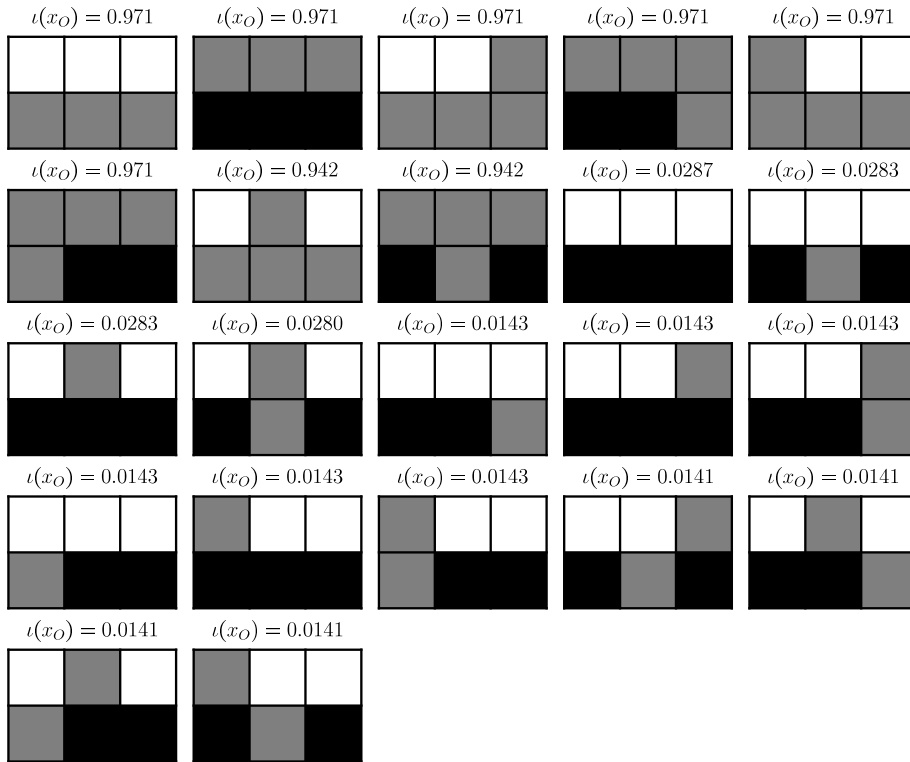 ι(x_O) = 0.971 ι(x_O) = 0.971 ι(x_O) = 0.971 ι(x_O) = 0.971 ι(x_O) = 0.971
ι(x_O) = 0.971 ι(x_O) = 0.942 ι(x_O) = 0.942 ι(x_O) = 0.0287 ι(x_O) = 0.0283
ι(x_O) = 0.0283 ι(x_O) = 0.0280 ι(x_O) = 0.0143 ι(x_O) = 0.0143 ι(x_O) = 0.0143
ι(x_O) = 0.0143 ι(x_O) = 0.0143 ι(x_O) = 0.0143 ι(x_O) = 0.0141 ι(x_O) = 0.0141
ι(x_O) = 0.0141 ι(x_O) = 0.0141